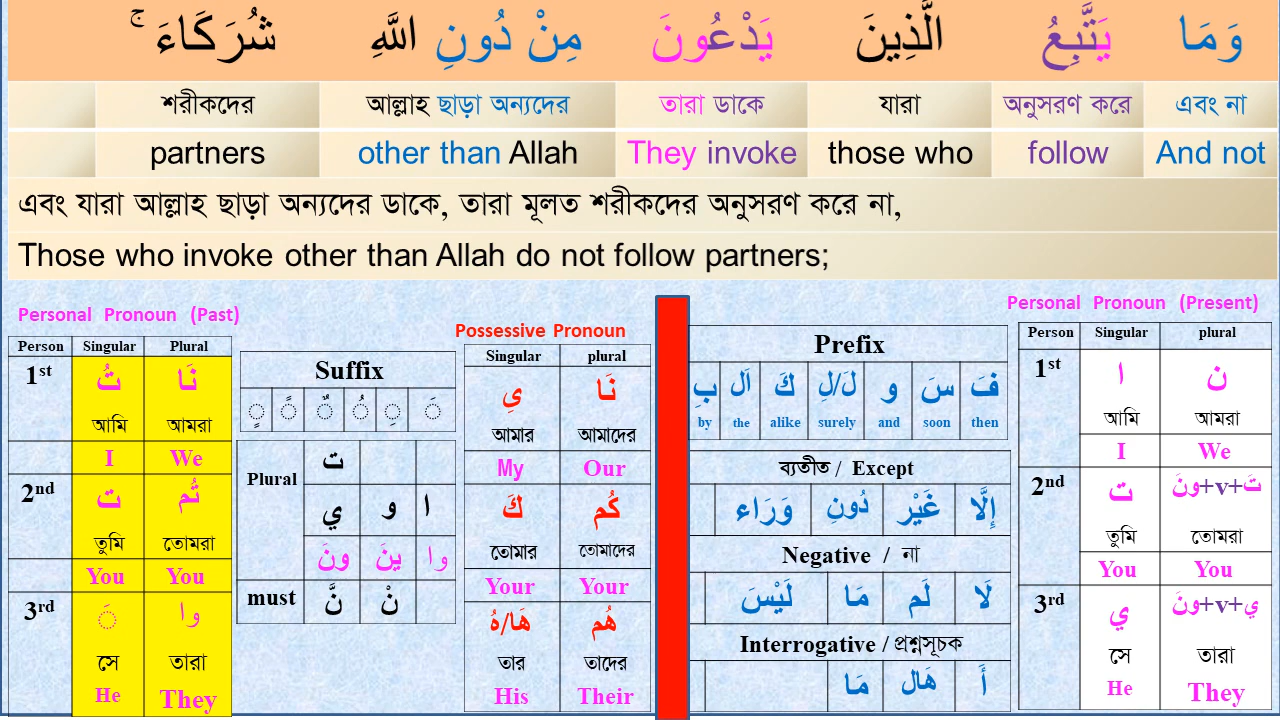 وَمَا يَتَّبِعُ الَّذِينَ يَدْعُونَ مِنْ دُونِ اللَّهِ شُرَكَاءَ ۚ
শরীকদের আল্লাহ ছাড়া অন্যদের তারা ডাকে যারা অনুসরণ করে এবং না
partners other than Allah They invoke those who follow And not
এবং যারা আল্লাহ ছাড়া অন্যদের ডাকে, তারা মূলত শরীকদের অনুসরণ করে না,
Those who invoke other than Allah do not follow partners;
Personal Pronoun (Past)
Person Singular Plural
1st تُ نَا
আমি আমরা
I We
2nd ت تُم
তুমি তোমরা
You You
3rd َ وا
সে তারা
He They
Suffix
ٍ ً ٌ ُ ِ َ
Plural ت
ي و ا
ونَ ينَ وا
must نَّ نْ
Possessive Pronoun
Singular plural
يِ نَا
আমার আমাদের
My Our
كَ كُم
তোমার তোমাদের
Your Your
هَا/هُ هُم
তার তাদের
His Their
Prefix
بِ اَل كَ لَ/لِ و سَ فَ
by the alike surely and soon then
ব্যতীত / Except
وَرَاء دُونِ غَيْر إِلَّا
Negative / না
لَيْسَ مَا لَم لَا
Interrogative / প্রশ্নসূচক
مَا هَال أَ
Personal Pronoun (Present)
Person Singular plural
1st ا ن
আমি আমরা
I We
2nd ت تَ+v+ونَ
তুমি তোমরা
You You
3rd ي ي+v+ونَ
সে তারা
He They